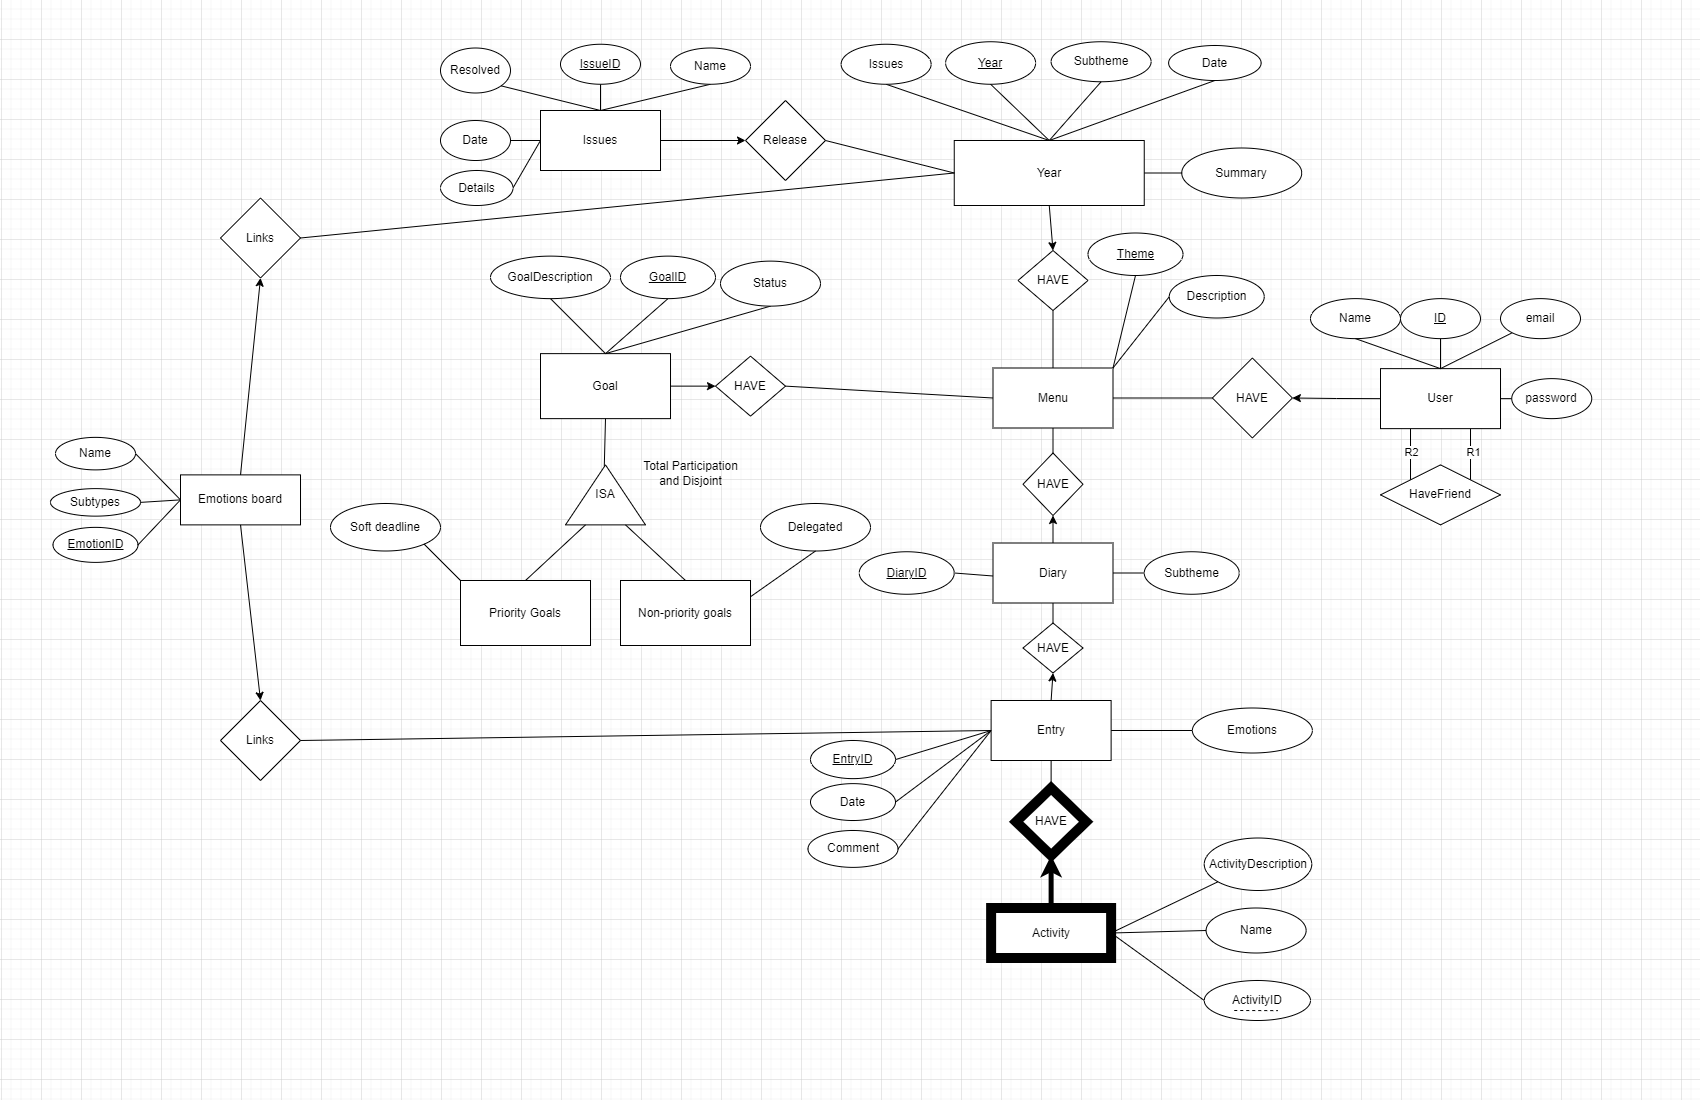 Resolved
IssueID
Name
Issues
Year
Subtheme
Date
Date
Issues
Release
Year
Summary
Details
Links
HAVE
Theme
Description
GoalDescription
GoalID
Status
Name
ID
email
Goal
HAVE
Menu
HAVE
User
password
R2
R1
Name
Total Participation
and Disjoint
Subtypes
Emotions board
ISA
HAVE
HaveFriend
EmotionID
Soft deadline
Delegated
DiaryID
Diary
Subtheme
Priority Goals
Non-priority goals
HAVE
Links
Entry
Emotions
EntryID
Date
Comment
HAVE
ActivityDescription
Activity
Name
ActivityID